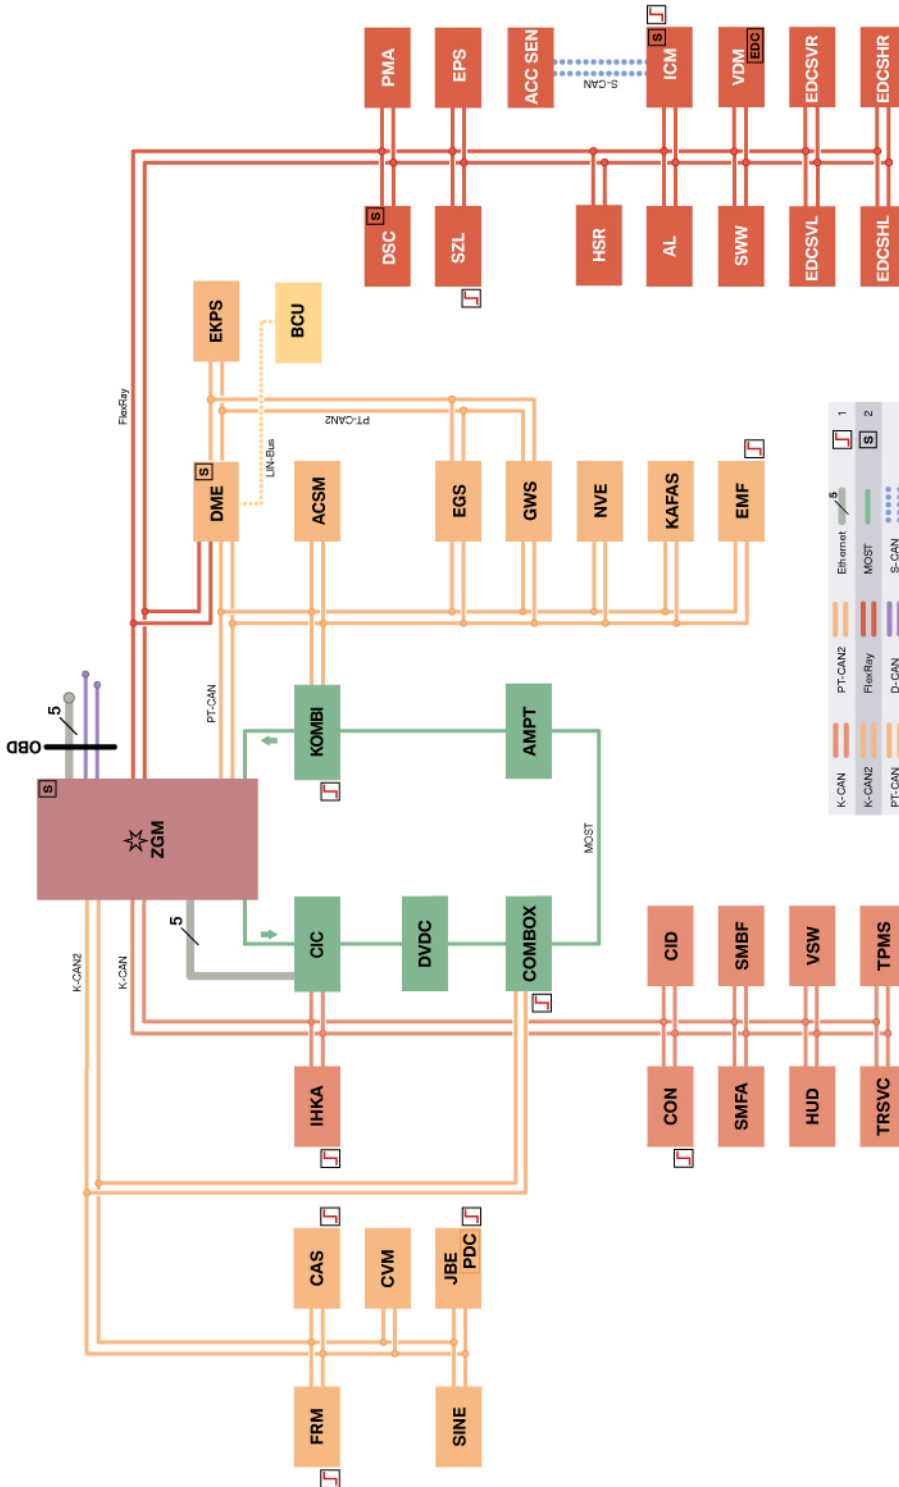 OBD
5
S
ZGM
5
K-CAN2
K-CAN
FlexRay
PT-CAN
PT-CAN2
LIN-Bus
MOST
S-CAN
FRM
CAS
CVM
SINE
JBE
PDC
IHKA
CIC
DVDC
COMBOX
KOMBI
AMPT
CON
CID
SMFA
SMBF
HUD
VSW
TRSVC
TPMS
DME
S
EKPS
BCU
ACSM
EGS
GWS
NVE
KAFAS
EMF
DSC
S
PMA
SZL
EPS
ACC SEN
HSR
AL
ICM
S
SWW
VDM
EDC
EDCSVL
EDCSVR
EDCSHL
EDCSHR
K-CAN
PT-CAN2
Ethernet
5
1
K-CAN2
FlexRay
MOST
S
2
PT-CAN
D-CAN
S-CAN